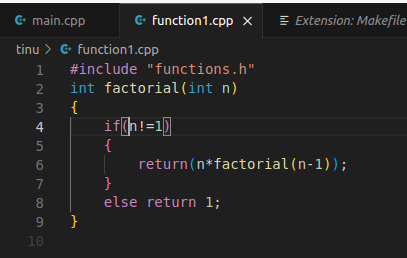 main.cpp function1.cpp Extension: Makefile
tinu > function1.cpp
1 #include "functions.h"
2 int factorial(int n)
3 {
4 if(n!=1)
5 {
6 return(n*factorial(n-1));
7 }
8 else return 1;
9 }
10